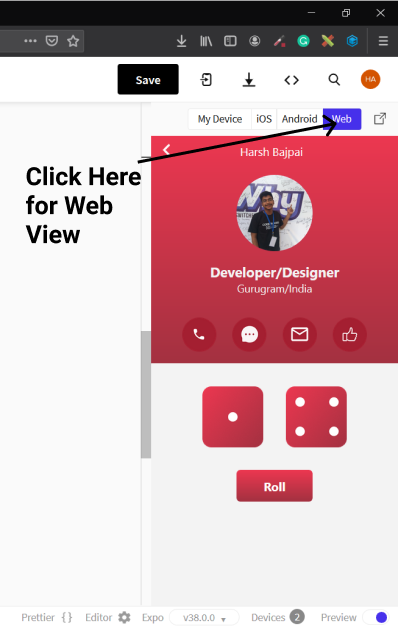 Save
HA
My Device
iOS
Android
Web
Click Here
for Web
View
Harsh Bajpai
Why
Developer/Designer
Gurugram/India
Roll
Prettier { } Editor Expo v38.0.0 Devices 2 Preview